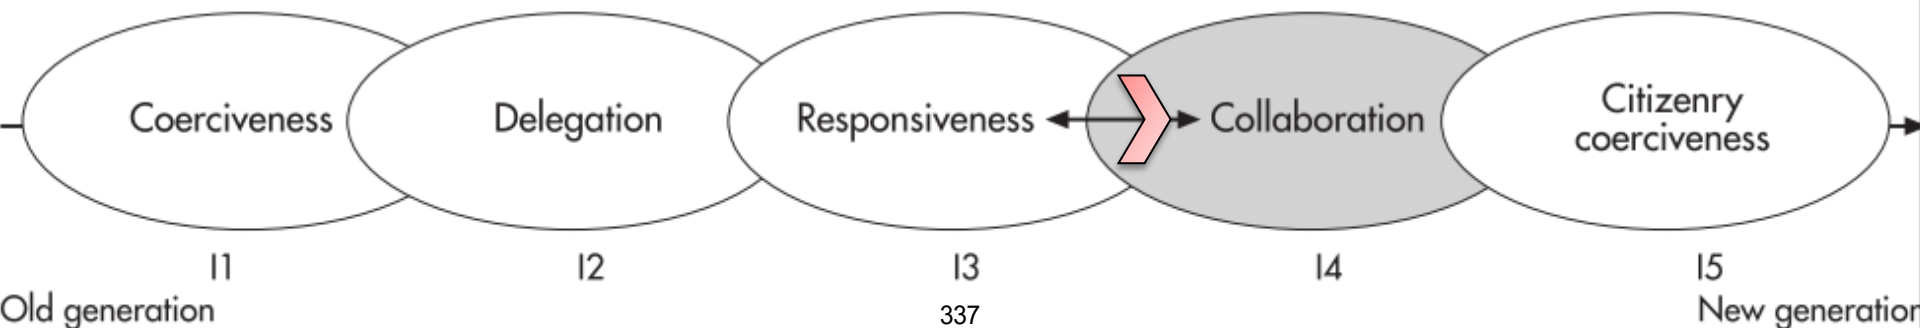 Coerciveness
Delegation
Responsiveness
Collaboration
Citizenry
coerciveness
I1
I2
I3
I4
I5
Old generation
337
New generation